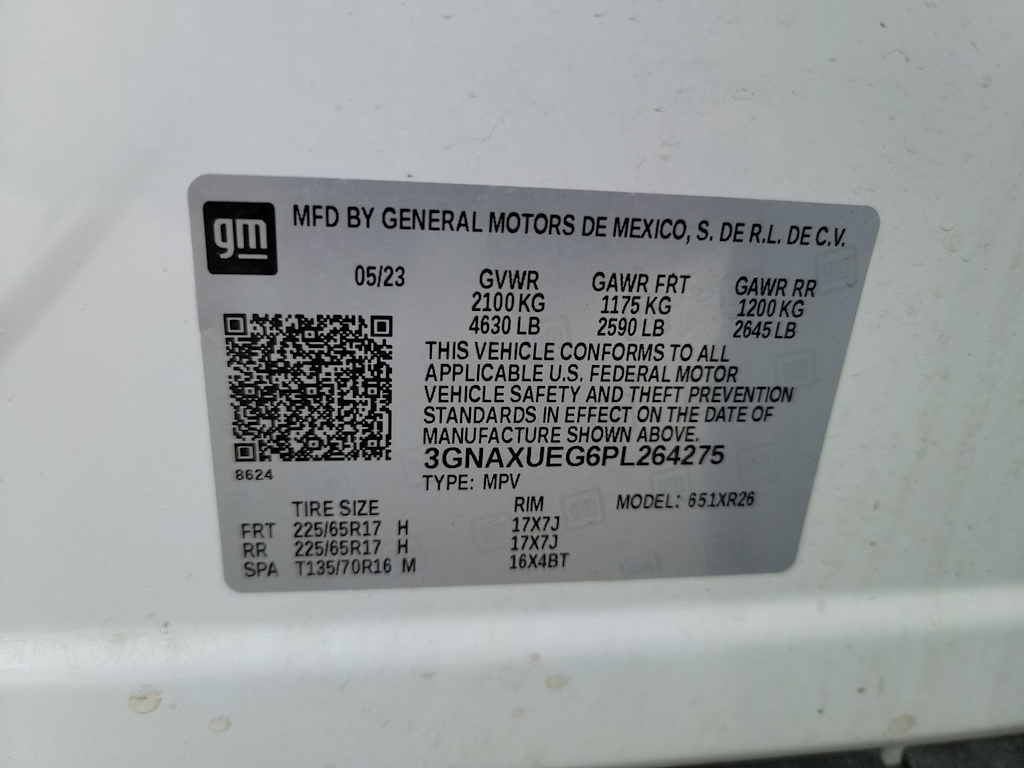 gm
MFD BY GENERAL MOTORS DE MEXICO, S. DE R.L. DE C.V.
05/23 GVWR GAWR FRT GAWR RR
2100 KG 1175 KG 1200 KG
4630 LB 2590 LB 2645 LB
THIS VEHICLE CONFORMS TO ALL
APPLICABLE U.S. FEDERAL MOTOR
VEHICLE SAFETY AND THEFT PREVENTION
STANDARDS IN EFFECT ON THE DATE OF
MANUFACTURE SHOWN ABOVE.
3GNAXUEG6PL264275
8624
TYPE: MPV
TIRE SIZE RIM MODEL: 651XR26
FRT 225/65R17 H 17X7J
RR 225/65R17 H 17X7J
SPA T135/70R16 M 16X4BT